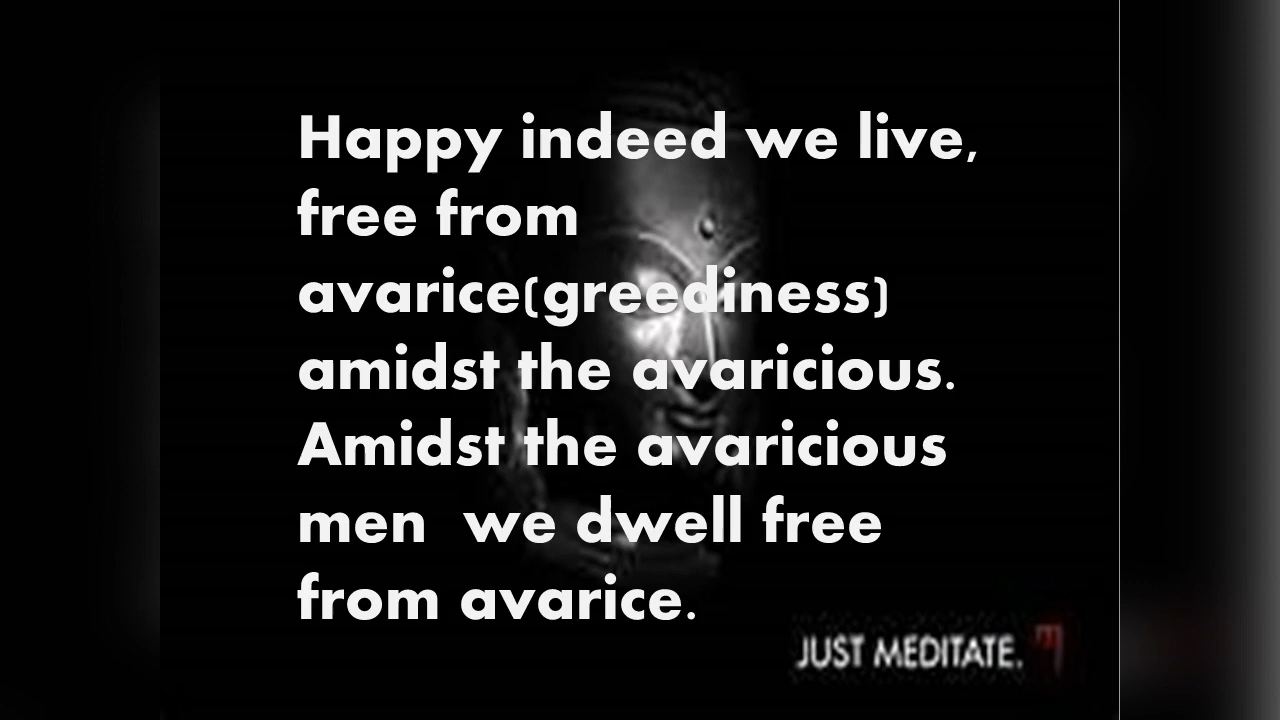 Happy indeed we live,
free from
avarice(greediness)
amidst the avaricious.
Amidst the avaricious
men  we dwell free
from avarice.
JUST MEDITATE.